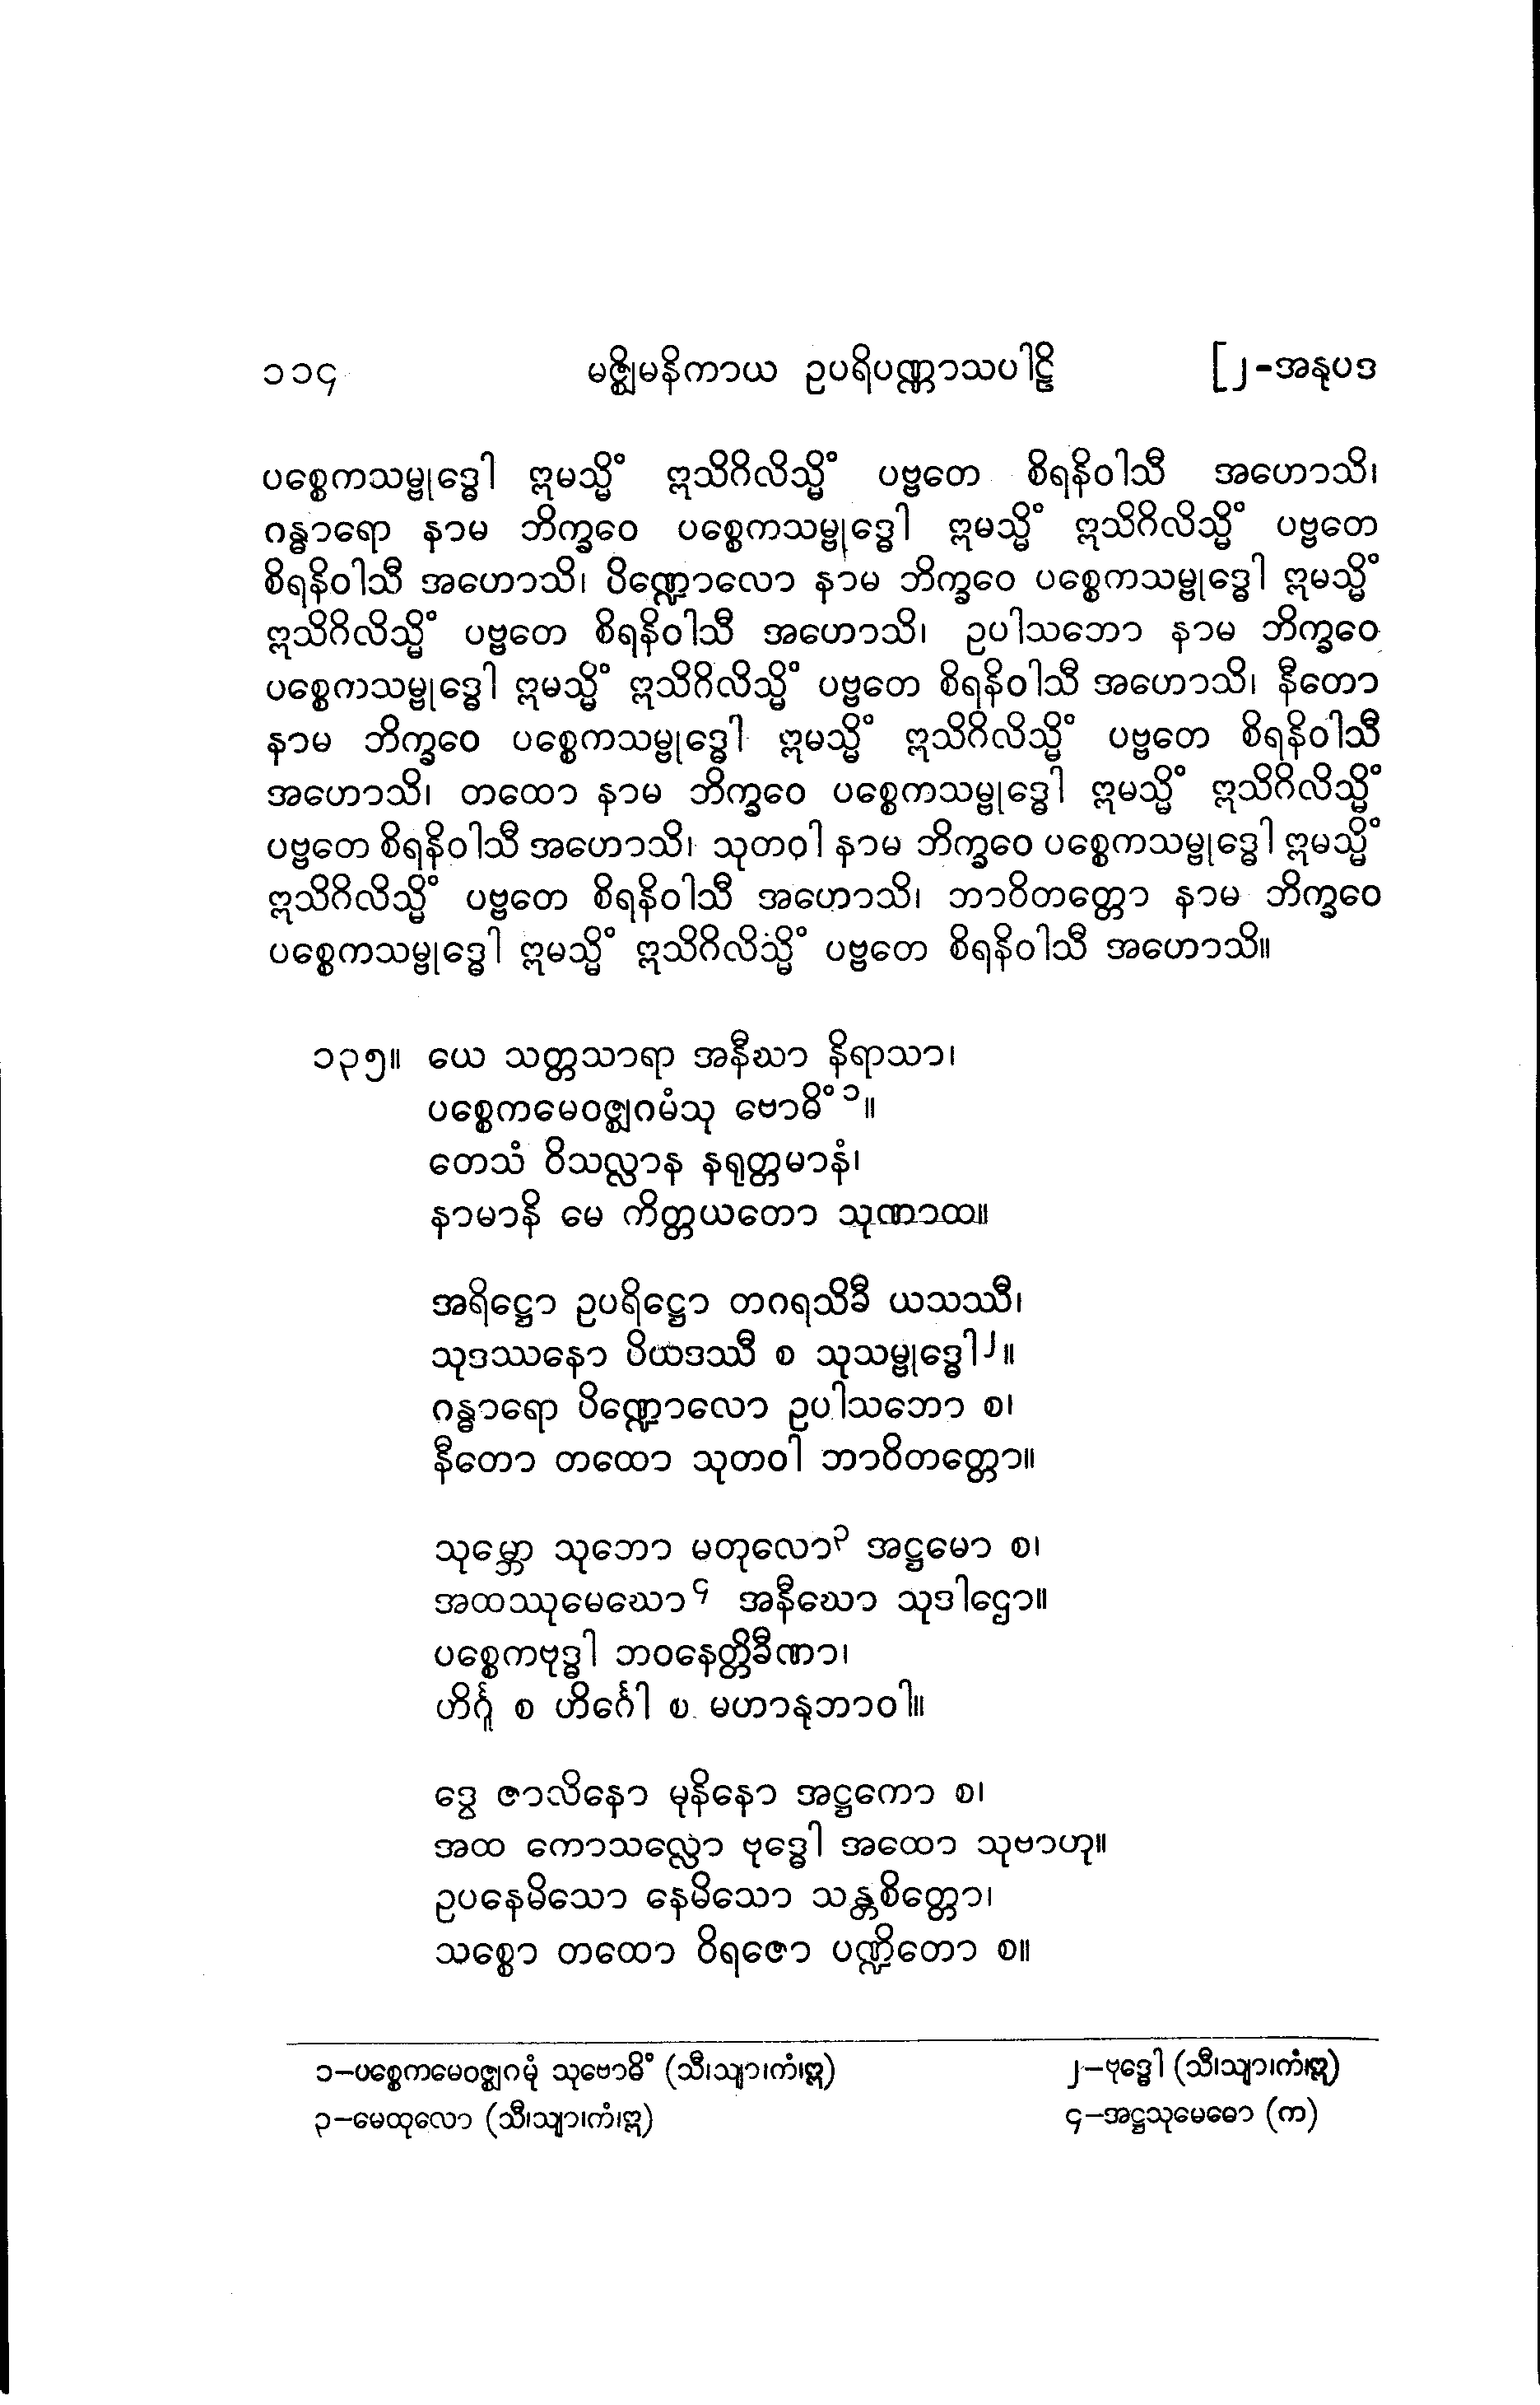 ၁၁၄ မဇ္ဈိမနိကာယ ဥပရိပဏ္ဏာသပါဠိ [၂-အနုပဒ
ပစ္စေကသမ္ဗုဒ္ဓေါ ဣမသ္မိံ ဣသိဂိလိသ္မိံ ပဗ္ဗတေ စိရနိဝါသီ အဟောသိ၊
ဂန္ဓာရော နာမ ဘိက္ခဝေ ပစ္စေကသမ္ဗုဒ္ဓေါ ဣမသ္မိံ ဣသိဂိလိသ္မိံ ပဗ္ဗတေ
စိရနိဝါသီ အဟောသိ၊ ပိဏ္ဍောလော နာမ ဘိက္ခဝေ ပစ္စေကသမ္ဗုဒ္ဓေါ ဣမသ္မိံ
ဣသိဂိလိသ္မိံ ပဗ္ဗတေ စိရနိဝါသီ အဟောသိ၊ ဥပါသဘော နာမ ဘိက္ခဝေ
ပစ္စေကသမ္ဗုဒ္ဓေါ ဣမသ္မိံ ဣသိဂိလိသ္မိံ ပဗ္ဗတေ စိရနိဝါသီ အဟောသိ၊ နီတော
နာမ ဘိက္ခဝေ ပစ္စေကသမ္ဗုဒ္ဓေါ ဣမသ္မိံ ဣသိဂိလိသ္မိံ ပဗ္ဗတေ စိရနိဝါသီ
အဟောသိ၊ တထော နာမ ဘိက္ခဝေ ပစ္စေကသမ္ဗုဒ္ဓေါ ဣမသ္မိံ ဣသိဂိလိသ္မိံ
ပဗ္ဗတေ စိရနိဝါသီ အဟောသိ၊ သုတဝါ နာမ ဘိက္ခဝေ ပစ္စေကသမ္ဗုဒ္ဓေါ ဣမသ္မိံ
ဣသိဂိလိသ္မိံ ပဗ္ဗတေ စိရနိဝါသီ အဟောသိ၊ ဘာဝိတတ္တော နာမ ဘိက္ခဝေ
ပစ္စေကသမ္ဗုဒ္ဓေါ ဣမသ္မိံ ဣသိဂိလိသ္မိံ ပဗ္ဗတေ စိရနိဝါသီ အဟောသိ။
၁၃၅။ ယေ သတ္တသာရာ အနီဃာ နိရာသာ၊
ပစ္စေကမေဝဇ္ဈဂမံသု ဗောဓိံ ၁။
တေသံ ဝိသလ္လာန နရုတ္တမာနံ၊
နာမာနိ မေ ကိတ္တယတော သုဏာထ။
အရိဋ္ဌော ဥပရိဋ္ဌော တဂရသိခီ ယသဿီ၊
သုဒဿနော ပိယဒဿီ စ သုသမ္ဗုဒ္ဓေါ၂။
ဂန္ဓာရော ပိဏ္ဍောလော ဥပါသဘော စ၊
နီတော တထော သုတဝါ ဘာဝိတတ္တော။
သုမ္ဘော သုဘော မတုလော၃ အဋ္ဌမော စ၊
အထဿုမေဃော၄ အနီဃော သုဒါဌော။
ပစ္စေကဗုဒ္ဓါ ဘဝနေတ္တိခီဏာ၊
ဟိင်္ဂူ စ ဟိင်္ဂေါ စ မဟာနုဘာဝါ။
ဒွေ ဇာလိနော မုနိနော အဋ္ဌကော စ၊
အထ ကောသလ္လော ဗုဒ္ဓေါ အထော သုဗာဟု။
ဥပနေမိသော နေမိသော သန္တစိတ္တော၊
သစ္စော တထော ဝိရဇော ပဏ္ဍိတော စ။
၁–ပစ္စေကမေဝဇ္ဈဂမုံ သုဗောဓိံ (သီ၊သျာ၊ကံ၊ဣ) ၂–ဗုဒ္ဓေါ (သီ၊သျာ၊ကံ၊ဣ)
၃–မေထုလော (သီ၊သျာ၊ကံ၊ဣ) ၄–အဋ္ဌသုမေဓော (က)